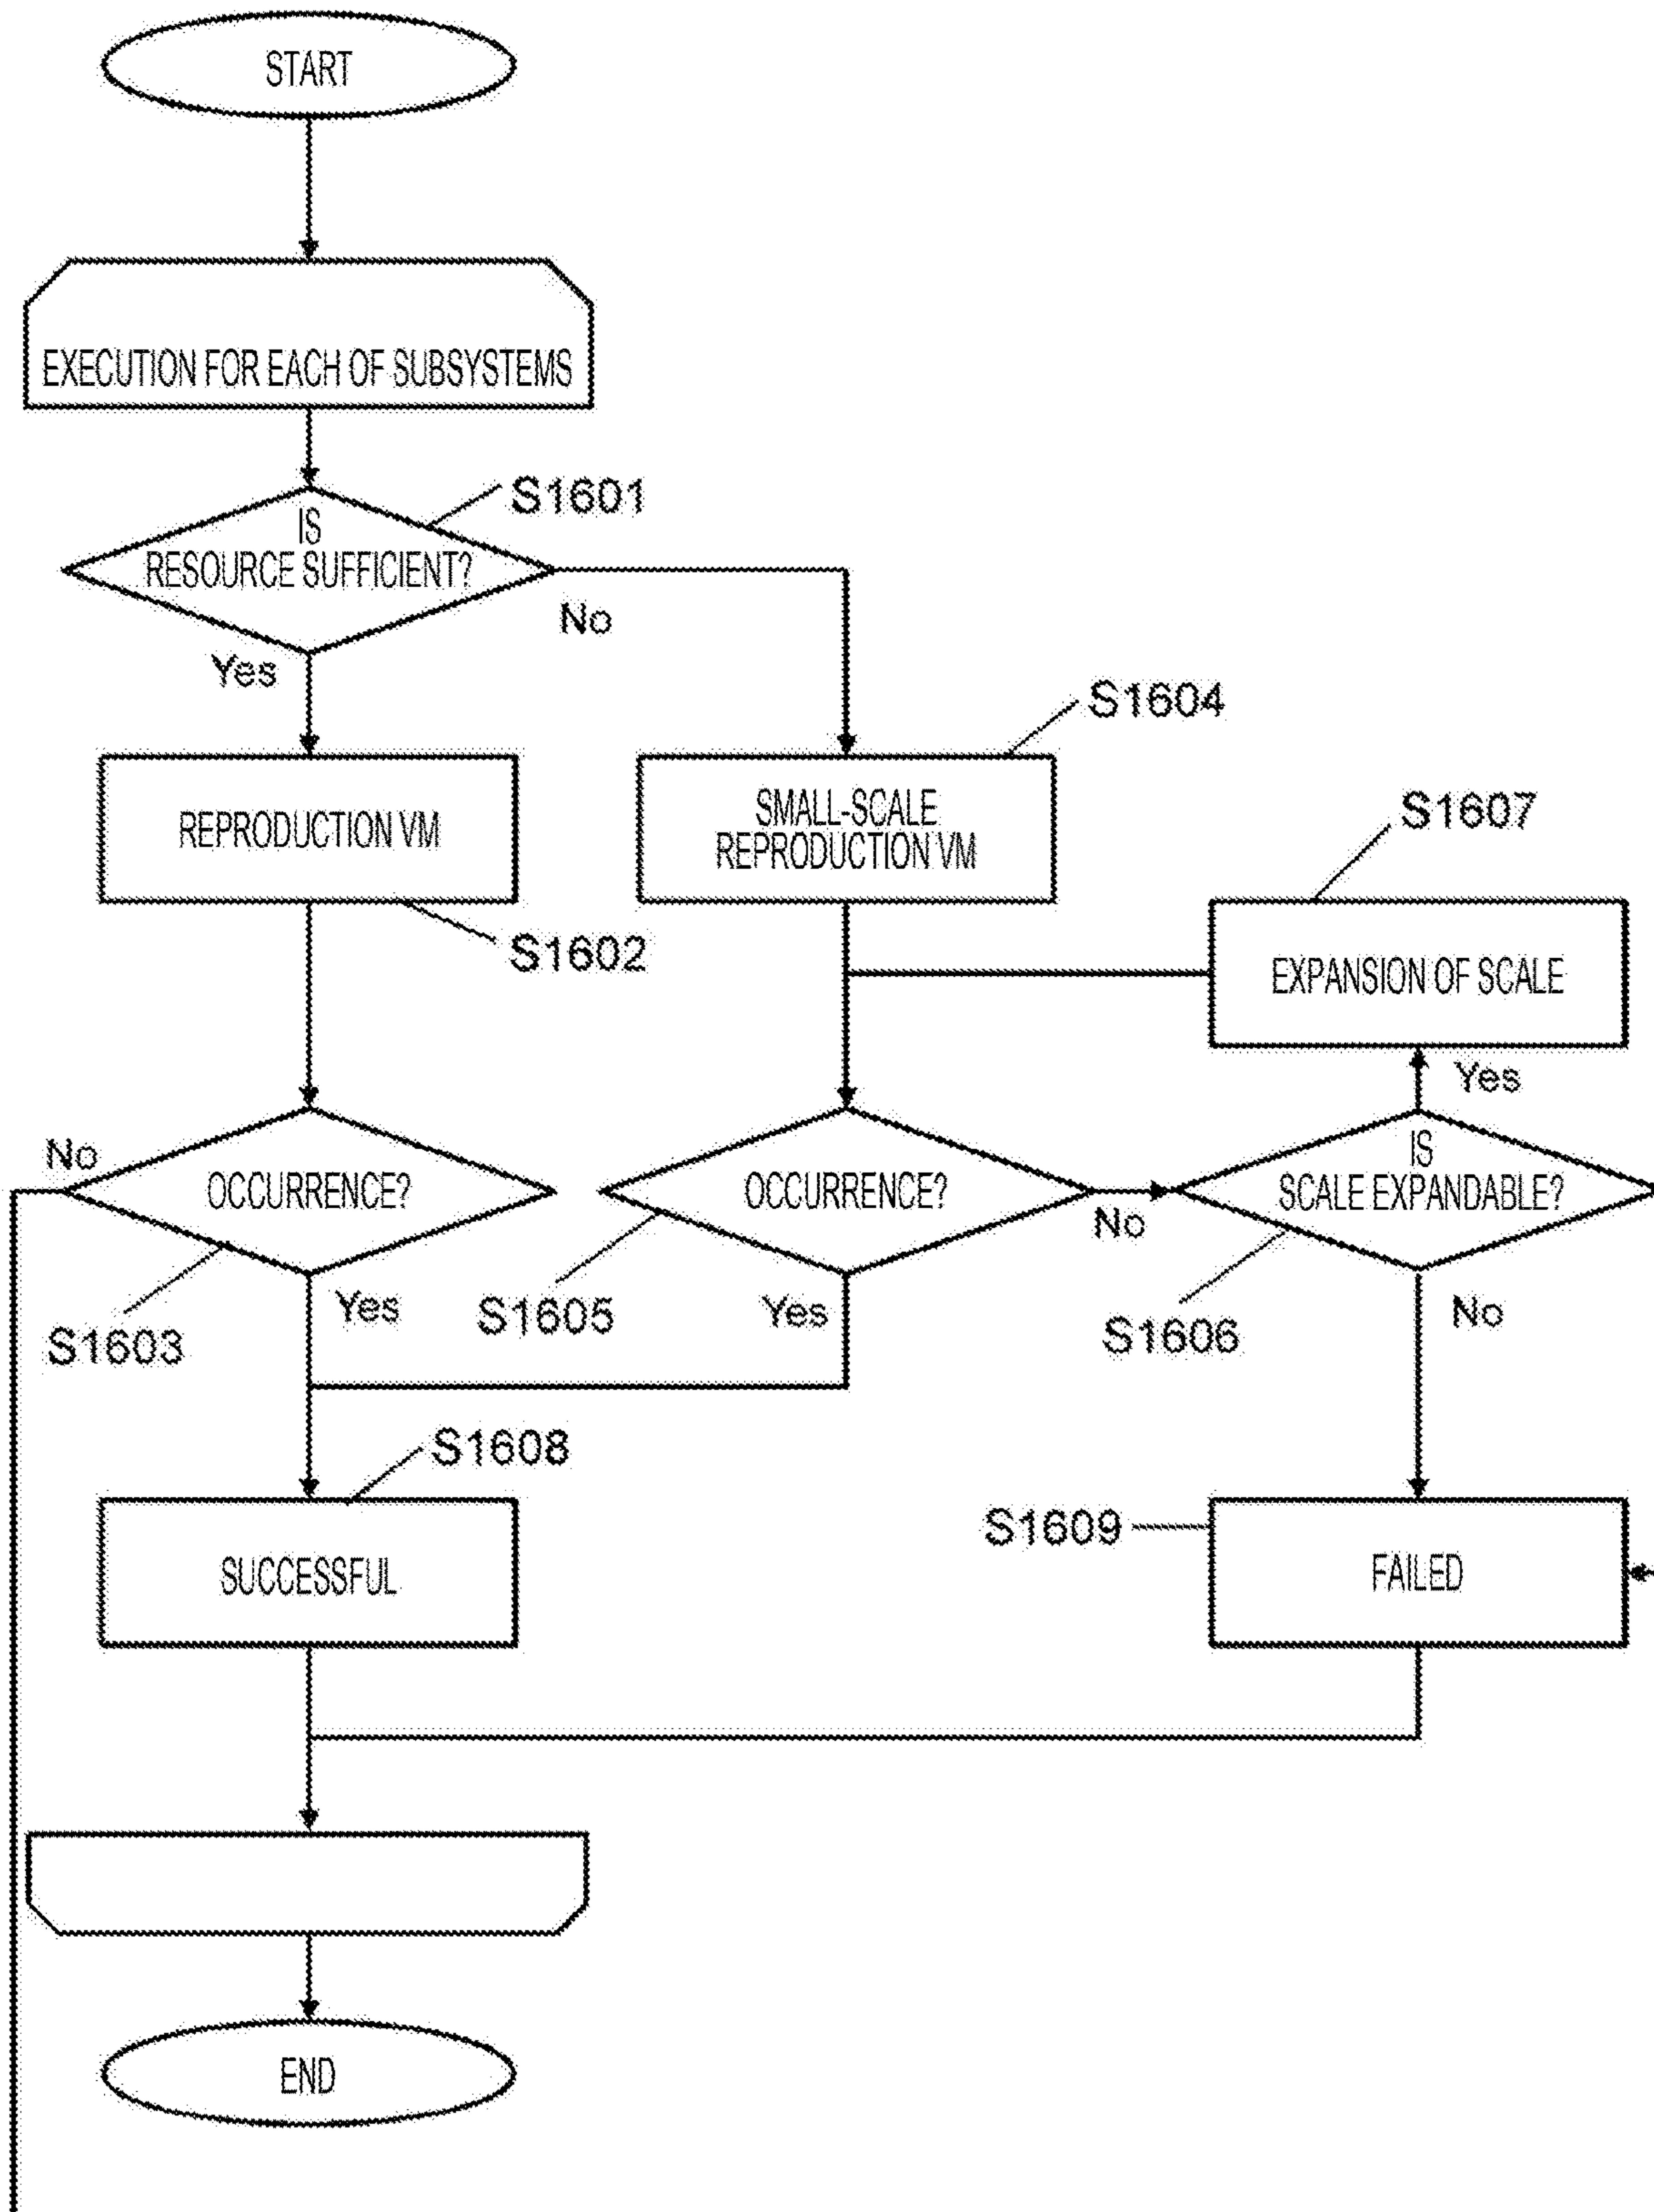 START
EXECUTION FOR EACH OF SUBSYSTEMS
S1601
IS
RESOURCE SUFFICIENT?
No
Yes
S1604
REPRODUCTION VM
SMALL-SCALE
REPRODUCTION VM
S1607
S1602
EXPANSION OF SCALE
Yes
No
OCCURRENCE?
OCCURRENCE?
No
IS
SCALE EXPANDABLE?
S1603
Yes
S1605
Yes
S1606
No
S1608
S1609
SUCCESSFUL
FAILED
END